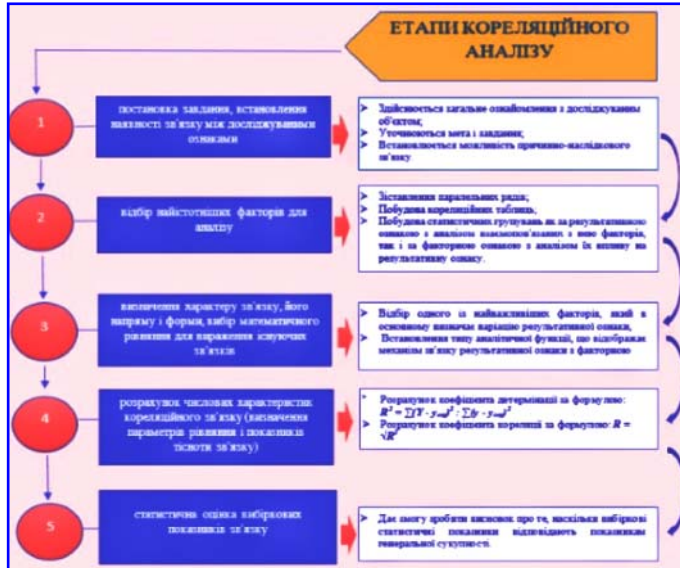 ЕТАПИ КОРЕЛЯЦІЙНОГО
АНАЛІЗУ
1
постановка завдання, встановлення
наявності зв'язку між досліджуваними
ознаками
Здійснюється загальне ознайомлення з досліджуваним
об'єктом;
Уточнюються мета і завдання;
Встановлюється можливість причинно-наслідкового
зв'язку
2
відбір найістотніших факторів для
аналізу
Зіставлення паралельних рядів;
Побудова кореляційних таблиць;
Побудова статистичних групувань як за результативною
ознакою з аналізом взаємопов'язаних з нею факторів,
так і за факторною ознакою з аналізом їх впливу на
результативну ознаку.
3
визначення характеру зв'язку, його
напряму і форми, вибір математичного
рівняння для вираження існуючих
зв'язків
Відбір одного із найважливіших факторів, який в
основному визначає варіацію результативної ознаки,
Встановлення типу аналітичної функції, що відображає
механізм зв'язку результативної ознаки з факторною
4
розрахунок числових характеристик
кореляційного зв'язку (визначення
параметрів рівняння і показників
тісноти зв'язку)
Розрахунок коефіцієнта детермінації за формулою:
R² = ∑(Y - y
Розрахунок коефіцієнта кореляції за формулою: R =
√R²
5
статистична оцінка вибіркових
показників зв'язку
Дає змогу зробити висновок про те, наскільки вибіркові
статистичні показники відповідають показникам
генеральної сукупності.